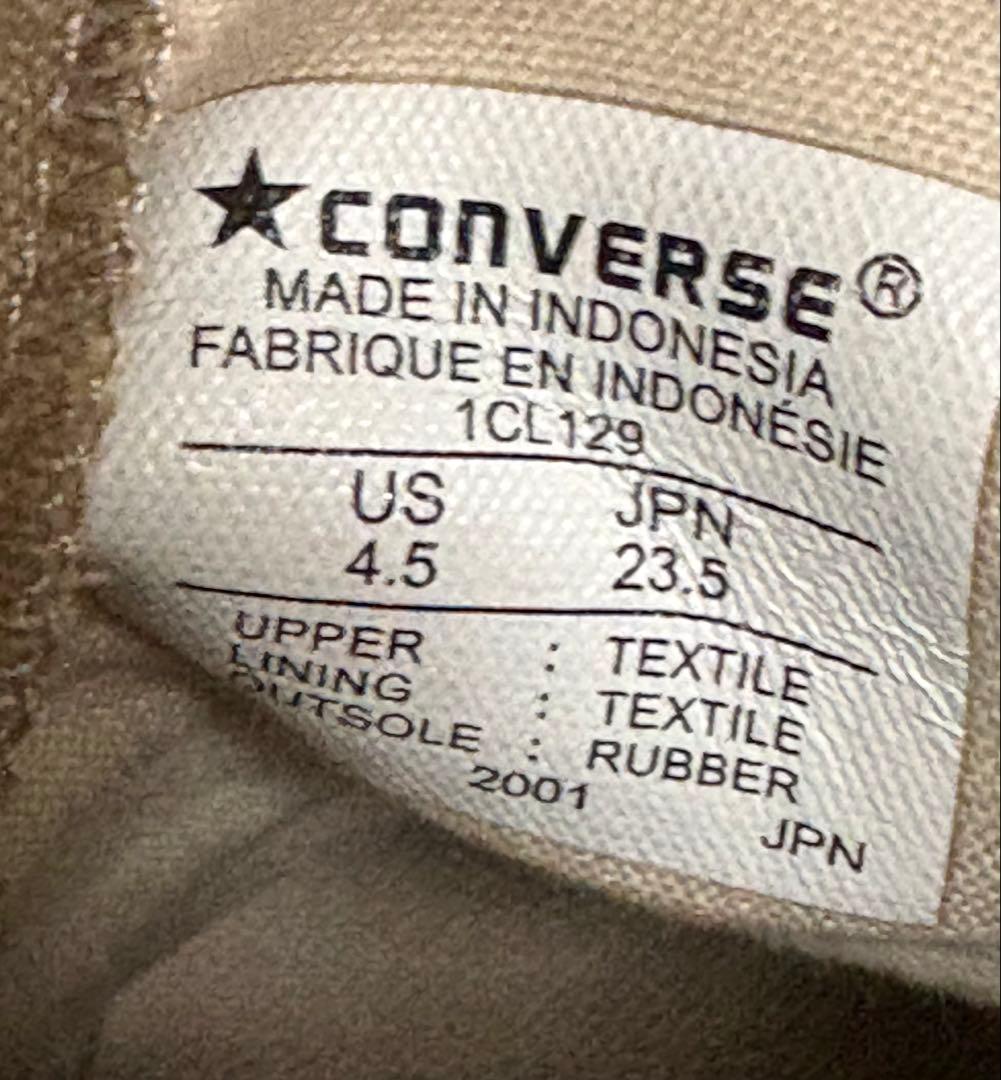 CONVERSE®
MADE IN INDONESIA
FABRIQUE EN INDONÉSIE
1CL129
US JPN
4.5 23.5
UPPER : TEXTILE
LINING : TEXTILE
OUTSOLE : RUBBER
2001
JPN